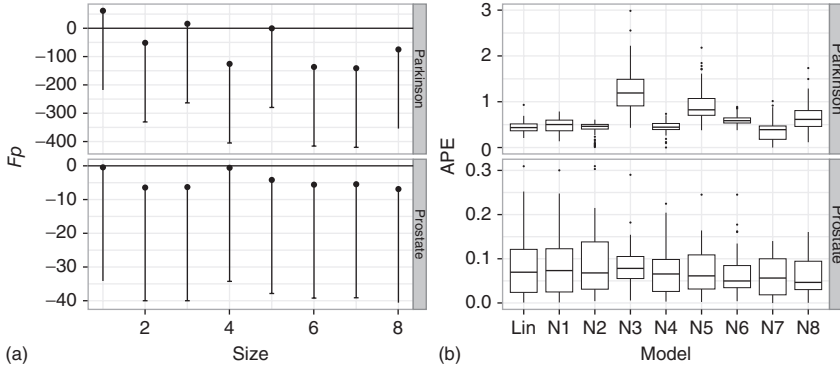 0
−100
−200
−300
−400
Parkinson
0
−10
−20
−30
−40
Prostate
Fp
2 4 6 8
(a) Size
3
2
1
0
Parkinson
0.3
0.2
0.1
0.0
Prostate
APE
Lin N1 N2 N3 N4 N5 N6 N7 N8
(b) Model